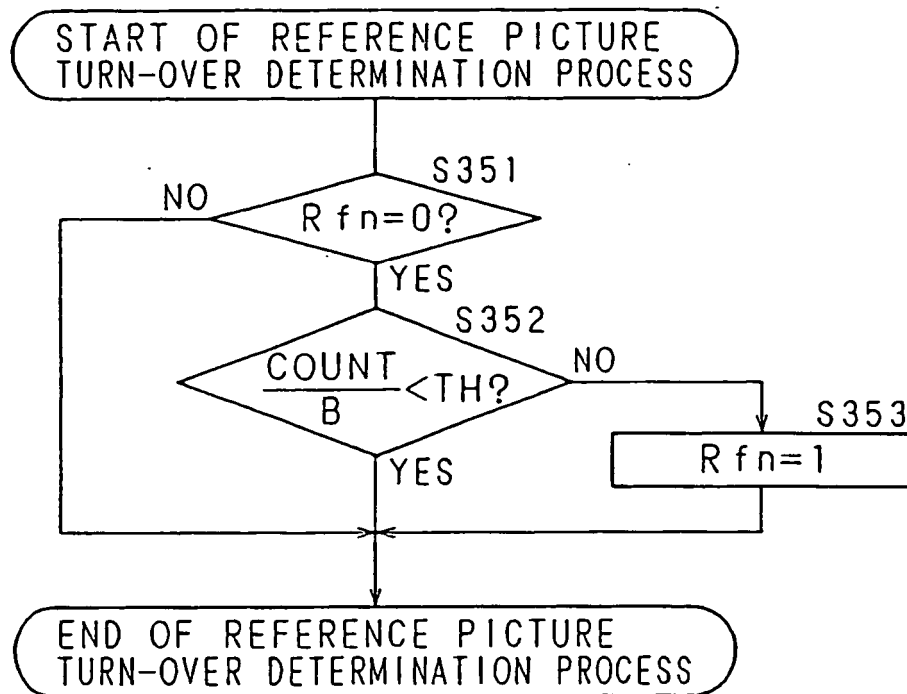 START OF REFERENCE PICTURE
TURN-OVER DETERMINATION PROCESS
S351
NO
Rfn=0?
YES
S352
COUNT
B
<TH?
NO
S353
YES
Rfn=1
END OF REFERENCE PICTURE
TURN-OVER DETERMINATION PROCESS